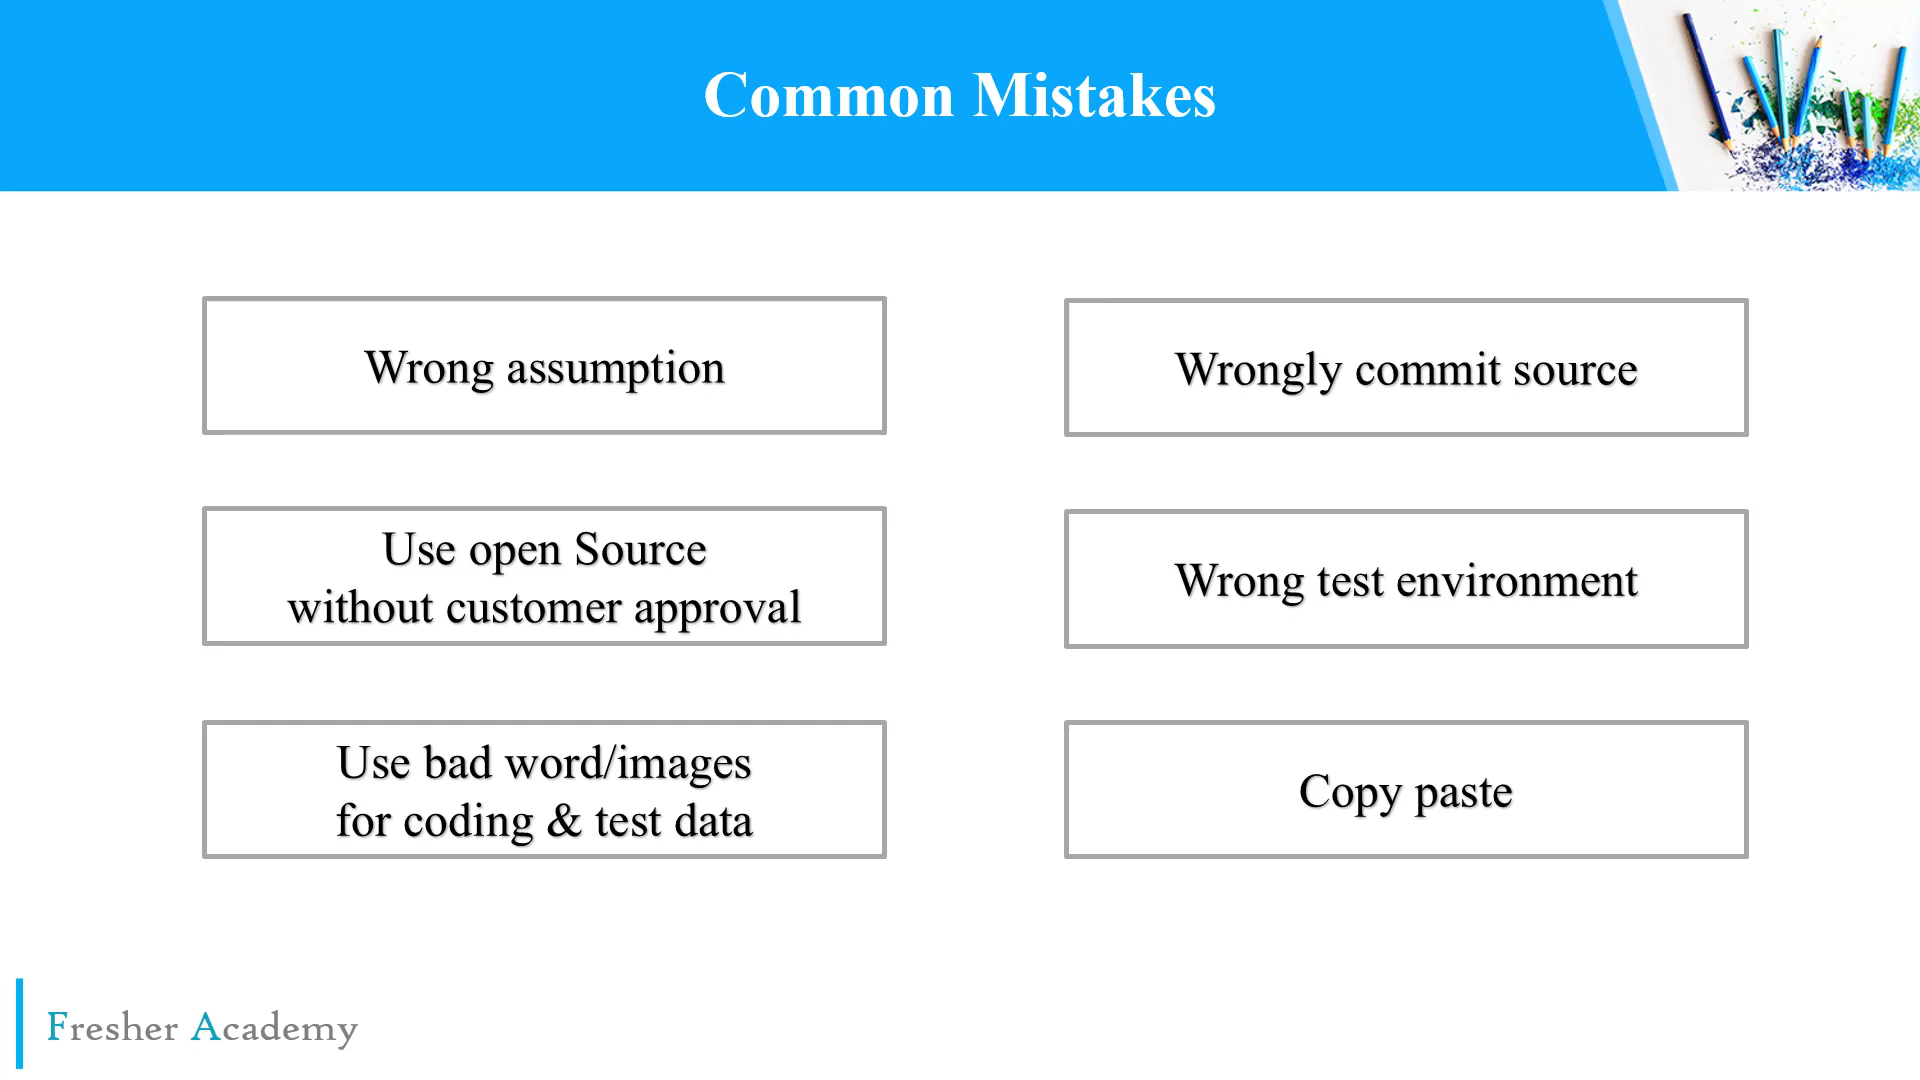 Common Mistakes
Wrong assumption
Wrongly commit source
Use open Source
without customer approval
Wrong test environment
Use bad word/images
for coding & test data
Copy paste
Fresher Academy